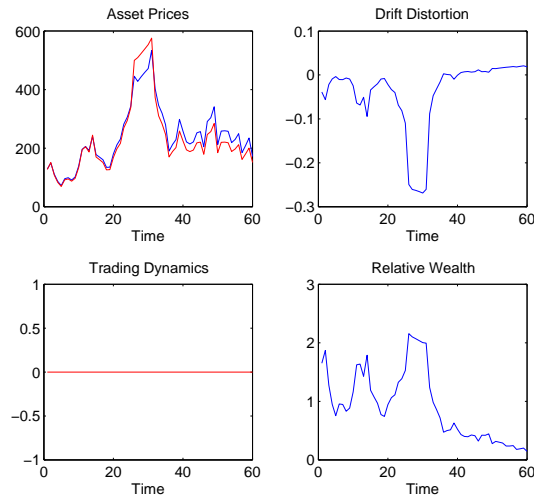 Asset Prices
600
400
200
0
0 20 40 60
Time
Drift Distortion
0.1
0
−0.1
−0.2
−0.3
0 20 40 60
Time
Trading Dynamics
1
0.5
0
−0.5
−1
0 20 40 60
Time
Relative Wealth
3
2
1
0
0 20 40 60
Time